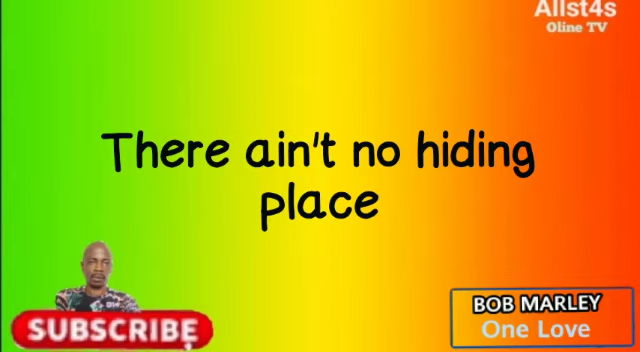 Allst4s
Oline TV
There ain't no hiding
place
SUBSCRIBE
BOB MARLEY
One Love